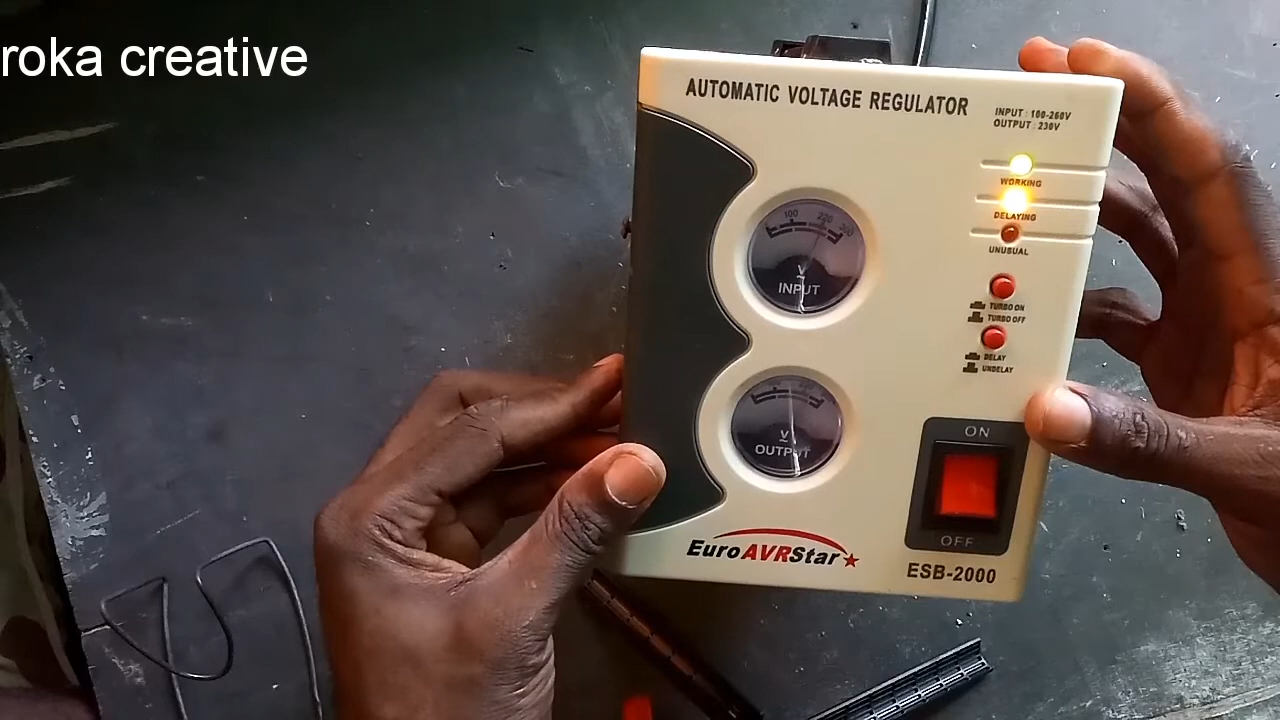 roka creative
AUTOMATIC VOLTAGE REGULATOR
INPUT : 100-260V
OUTPUT : 230V
WORKING
DELAYING
UNUSUAL
TURBO ON
TURBO OFF
DELAY
UNDELAY
100 220
V
INPUT
V
OUTPUT
ON
OFF
EuroAVRStar
ESB-2000